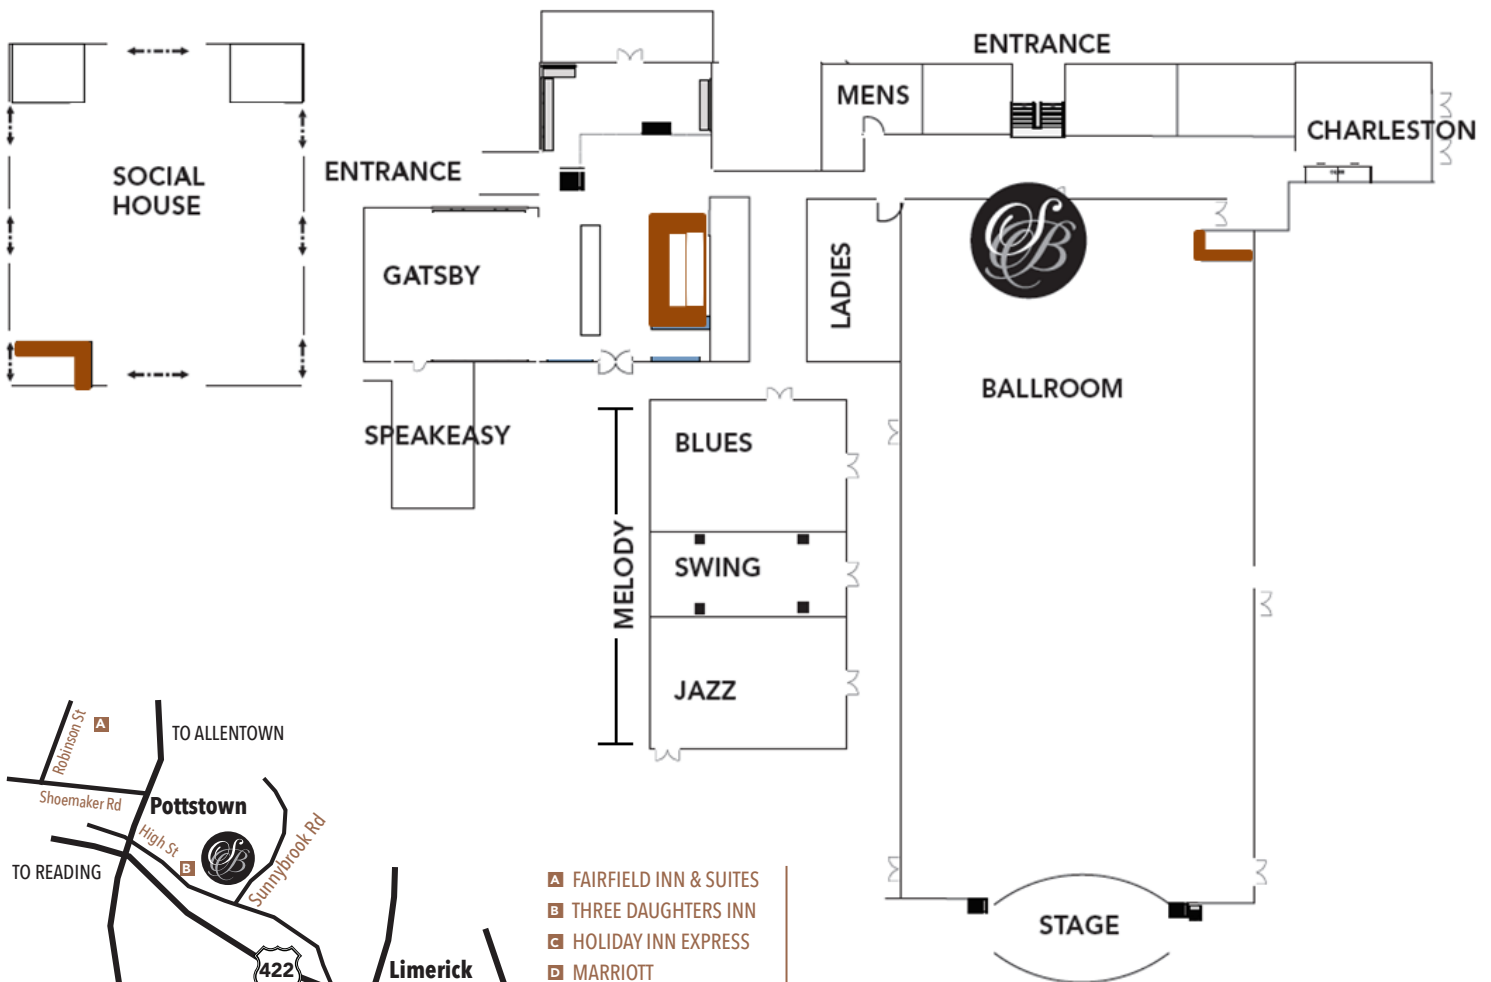 ENTRANCE
MENS
CHARLESTON
SOCIAL
HOUSE
ENTRANCE
GATSBY
LADIES
SB
BALLROOM
SPEAKEASY
BLUES
MELODY
SWING
JAZZ
STAGE
Robinson St
A
TO ALLENTOWN
Shoemaker Rd
Pottstown
High St
B
SB
Sunnybrook Rd
TO READING
422
Limerick
A FAIRFIELD INN & SUITES
B THREE DAUGHTERS INN
C HOLIDAY INN EXPRESS
D MARRIOTT